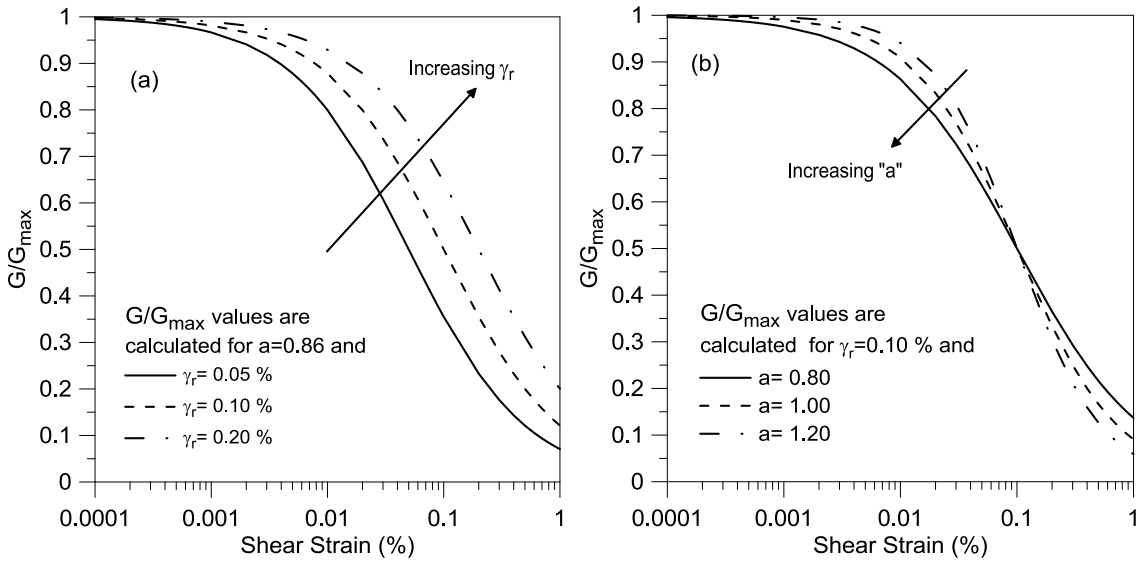 1
0.9
0.8
0.7
0.6
0.5
0.4
0.3
0.2
0.1
0
G/Gmax
(a)
Increasing γr
G/Gmax values are
calculated for a=0.86 and
γr= 0.05 %
γr= 0.10 %
γr= 0.20 %
0.0001 0.001 0.01 0.1 1
Shear Strain (%)
1
0.9
0.8
0.7
0.6
0.5
0.4
0.3
0.2
0.1
0
G/Gmax
(b)
Increasing "a"
G/Gmax values are
calculated for γr=0.10 % and
a= 0.80
a= 1.00
a= 1.20
0.0001 0.001 0.01 0.1 1
Shear Strain (%)